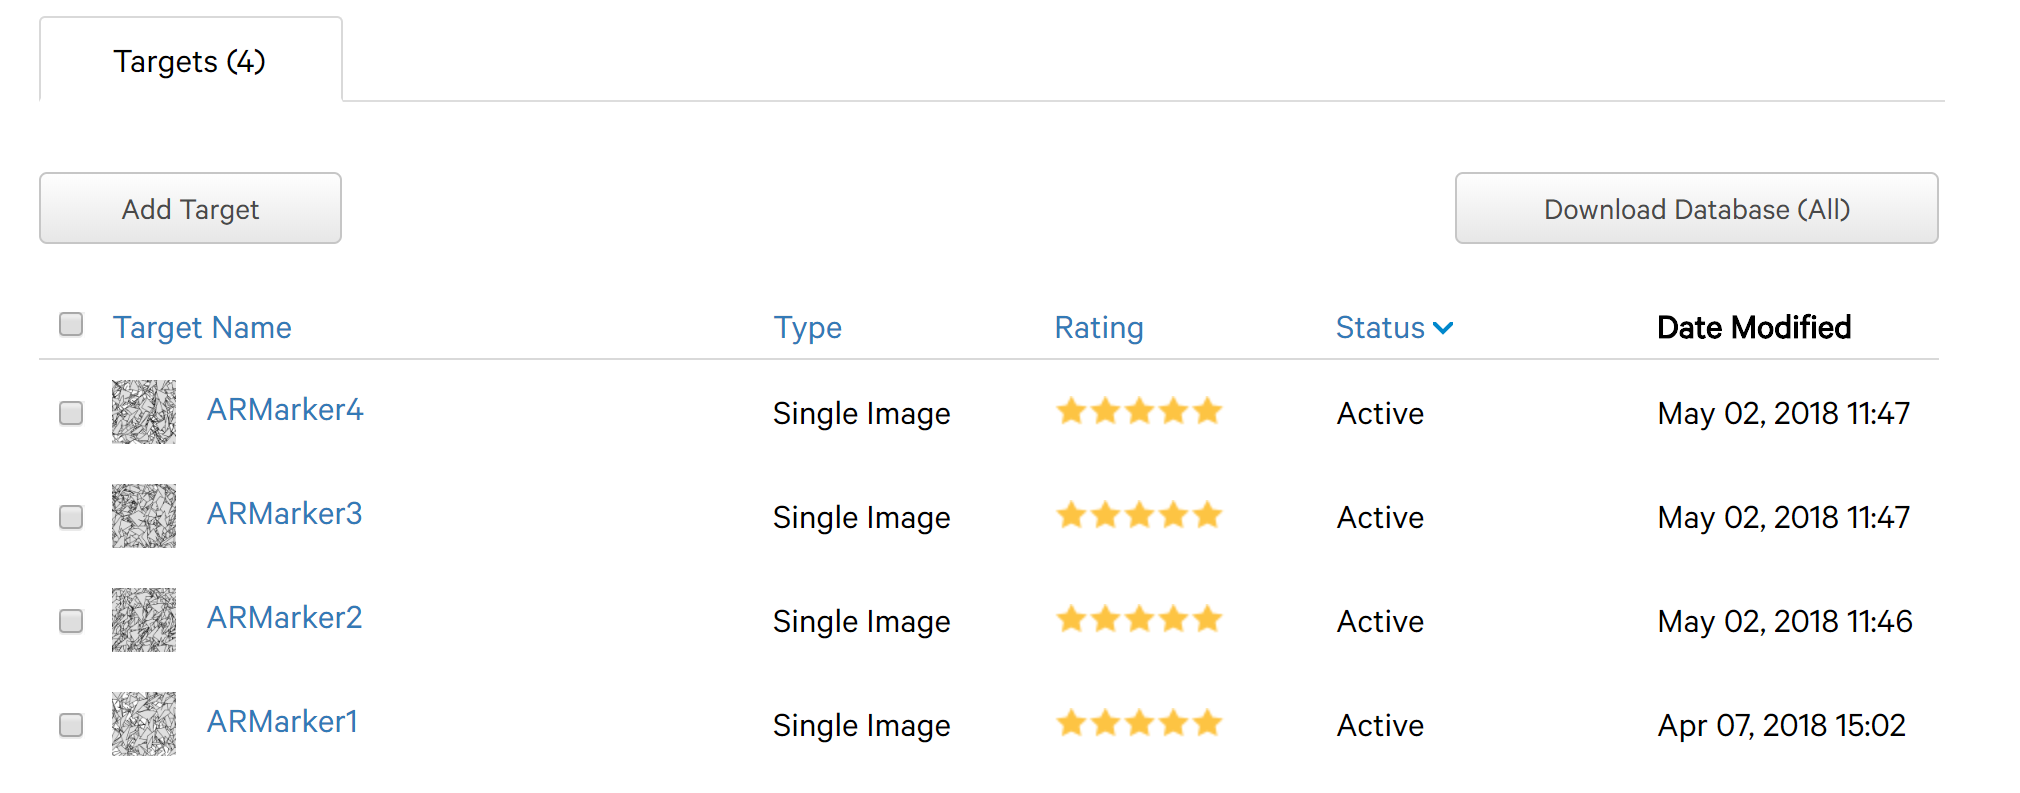 Targets (4)
Add Target Download Database (All)
Target Name Type Rating Status Date Modified
ARMarker4 Single Image Active May 02, 2018 11:47
ARMarker3 Single Image Active May 02, 2018 11:47
ARMarker2 Single Image Active May 02, 2018 11:46
ARMarker1 Single Image Active Apr 07, 2018 15:02